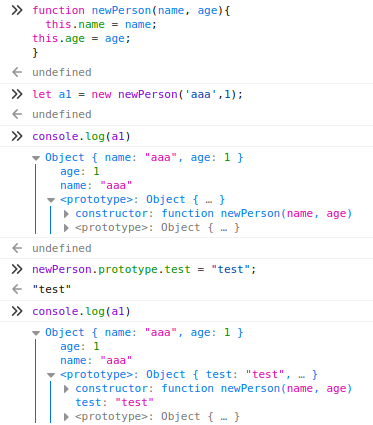 function newPerson(name, age){
this.name = name;
this.age = age;
}
undefined
let a1 = new newPerson('aaa',1);
undefined
console.log(a1)
Object { name: "aaa", age: 1 }
age: 1
name: "aaa"
<prototype>: Object { … }
constructor: function newPerson(name, age)
<prototype>: Object { … }
undefined
newPerson.prototype.test = "test";
"test"
console.log(a1)
Object { name: "aaa", age: 1 }
age: 1
name: "aaa"
<prototype>: Object { test: "test", … }
constructor: function newPerson(name, age)
test: "test"
<prototype>: Object { … }